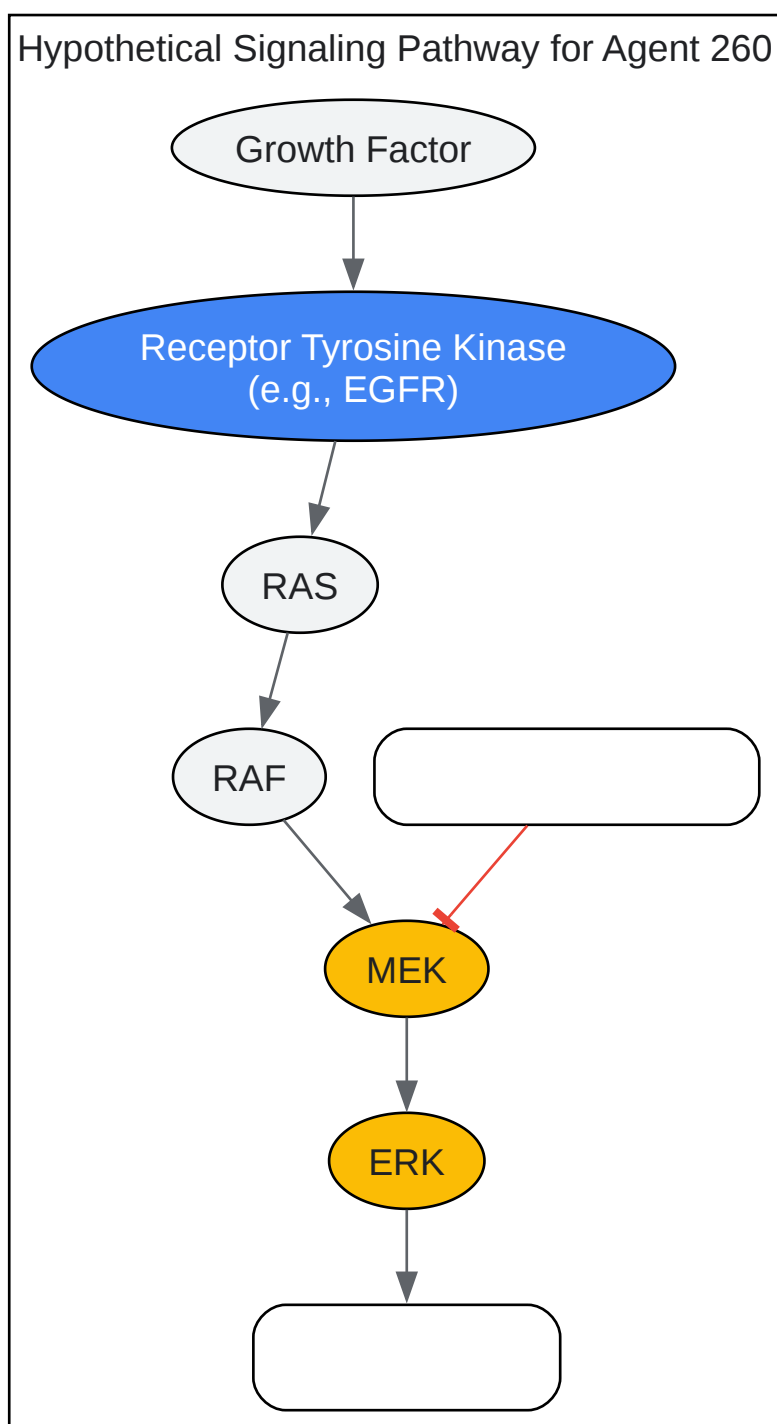 Hypothetical Signaling Pathway for Agent 260
Growth Factor
Receptor Tyrosine Kinase
(e.g., EGFR)
RAS
RAF
MEK
ERK